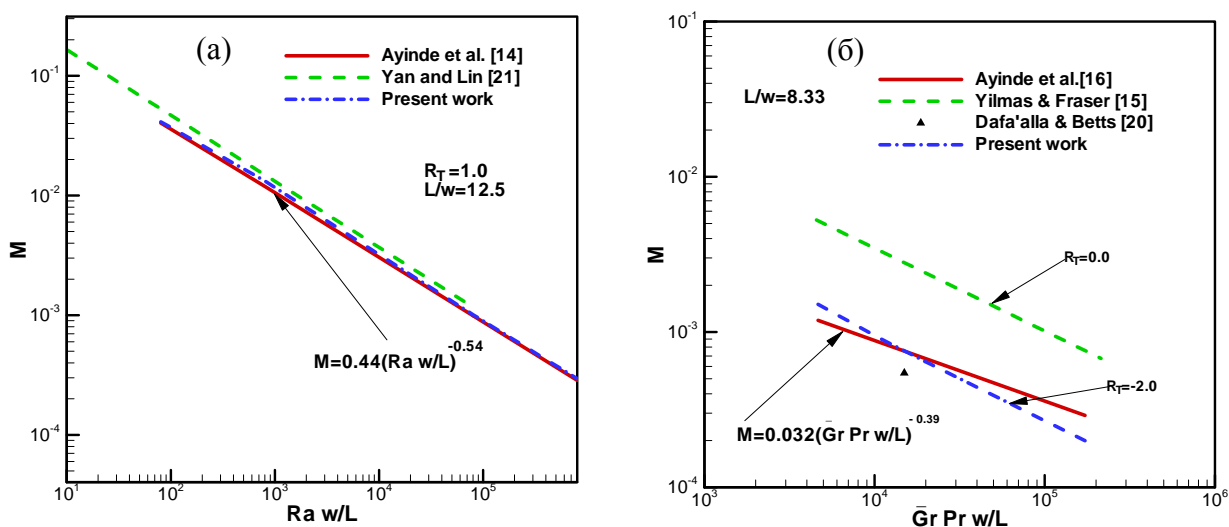 (а)
Ayinde et al. [14]
Yan and Lin [21]
Present work
R_T=1.0
L/w=12.5
M=0.44(Ra w/L)^-0.54
M
10^-1
10^-2
10^-3
10^-4
10^1 10^2 10^3 10^4 10^5
Ra w/L
(б)
Ayinde et al.[16]
Yilmas & Fraser [15]
Dafa'alla & Betts [20]
Present work
L/w=8.33
R_T=0.0
R_T=-2.0
M=0.032(G̅r Pr w/L)^-0.39
M
10^-1
10^-2
10^-3
10^-4
10^3 10^4 10^5 10^6
G̅r Pr w/L